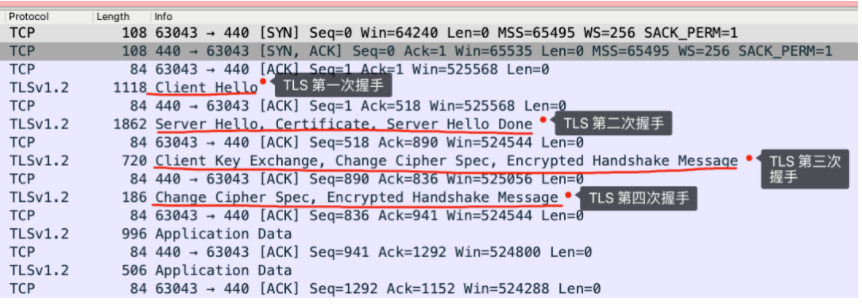 Protocol Length Info
TCP 108 63043 → 440 [SYN] Seq=0 Win=64240 Len=0 MSS=65495 WS=256 SACK_PERM=1
TCP 108 440 → 63043 [SYN, ACK] Seq=0 Ack=1 Win=65535 Len=0 MSS=65495 WS=256 SACK_PERM=1
TCP 84 63043 → 440 [ACK] Seq=1 Ack=1 Win=525568 Len=0
TLSv1.2 1118 Client Hello TLS 第一次握手
TCP 84 440 → 63043 [ACK] Seq=1 Ack=518 Win=525568 Len=0
TLSv1.2 1862 Server Hello, Certificate, Server Hello Done TLS 第二次握手
TCP 84 63043 → 440 [ACK] Seq=518 Ack=890 Win=524544 Len=0
TLSv1.2 720 Client Key Exchange, Change Cipher Spec, Encrypted Handshake Message TLS 第三次
握手
TCP 84 440 → 63043 [ACK] Seq=890 Ack=836 Win=525056 Len=0
TLSv1.2 186 Change Cipher Spec, Encrypted Handshake Message TLS 第四次握手
TCP 84 63043 → 440 [ACK] Seq=836 Ack=941 Win=524544 Len=0
TLSv1.2 996 Application Data
TCP 84 440 → 63043 [ACK] Seq=941 Ack=1292 Win=524800 Len=0
TLSv1.2 506 Application Data
TCP 84 63043 → 440 [ACK] Seq=1292 Ack=1152 Win=524288 Len=0